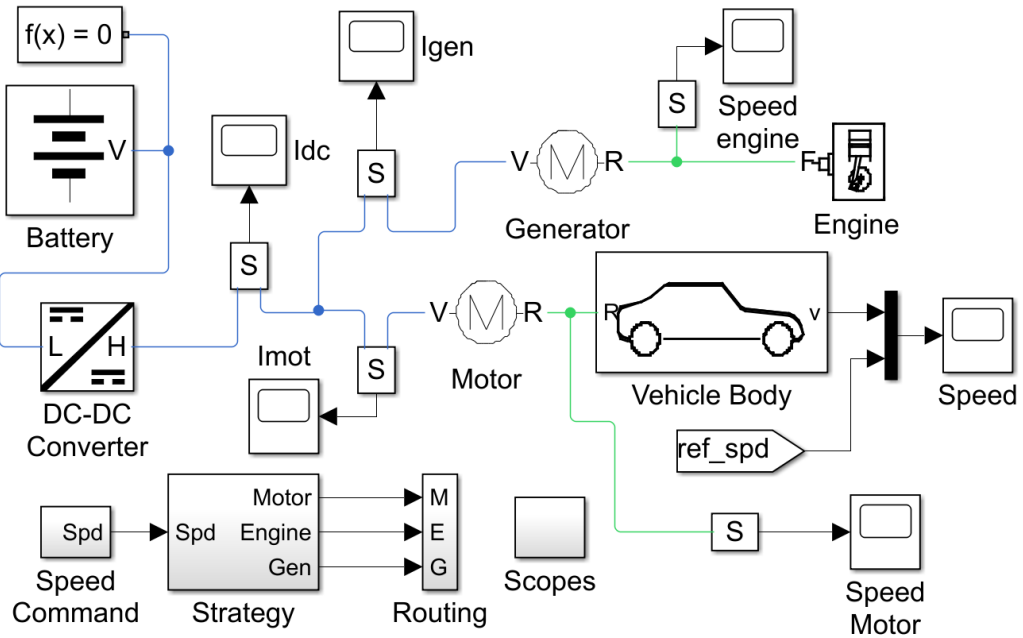 f(x) = 0
V
Battery
Idc
S
Igen
S
L
H
DC-DC
Converter
Imot
S
V
M
R
Generator
S
Speed
engine
F
Engine
V
M
R
Motor
R
v
Vehicle Body
Speed
ref_spd
Spd
Speed
Command
Spd
Motor
Engine
Gen
Strategy
M
E
G
Routing
Scopes
S
Speed
Motor